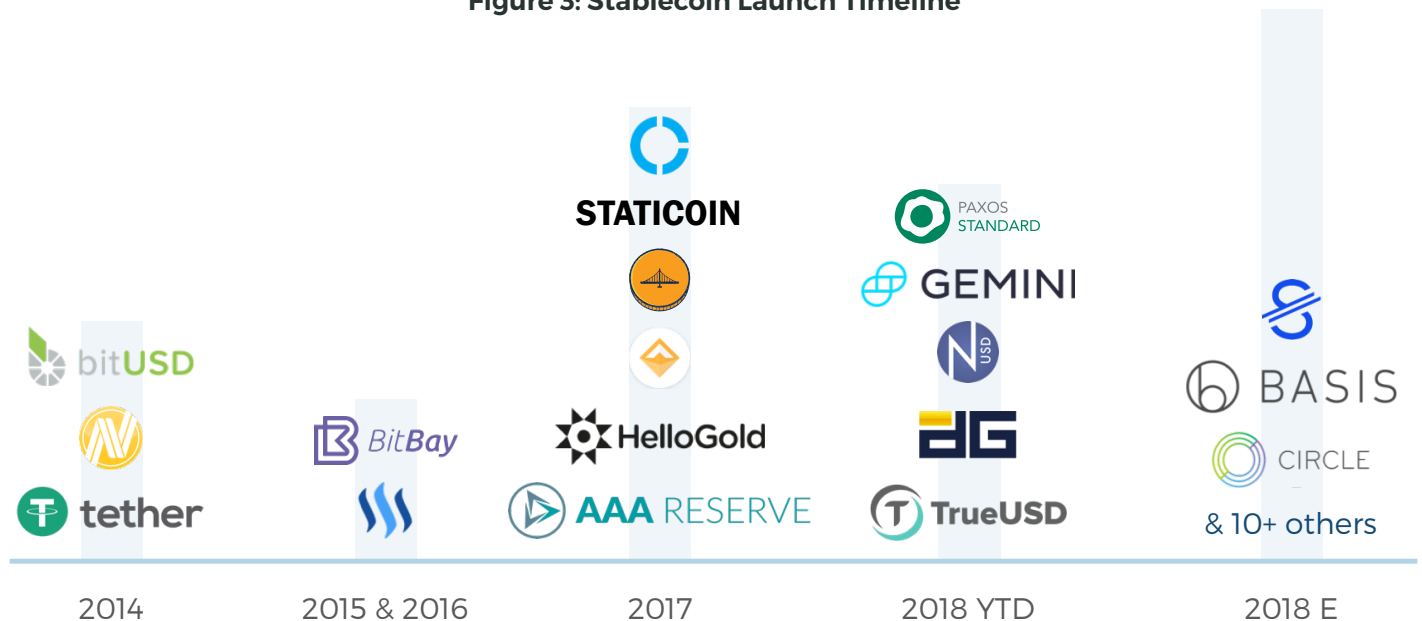 Figure 3: Stablecoin Launch Timeline
bitUSD
N
tether
BitBay
STATICOIN
HelloGold
AAA RESERVE
PAXOS
STANDARD
GEMINI
N USD
dG
TrueUSD
BASIS
CIRCLE
& 10+ others
2014
2015 & 2016
2017
2018 YTD
2018 E